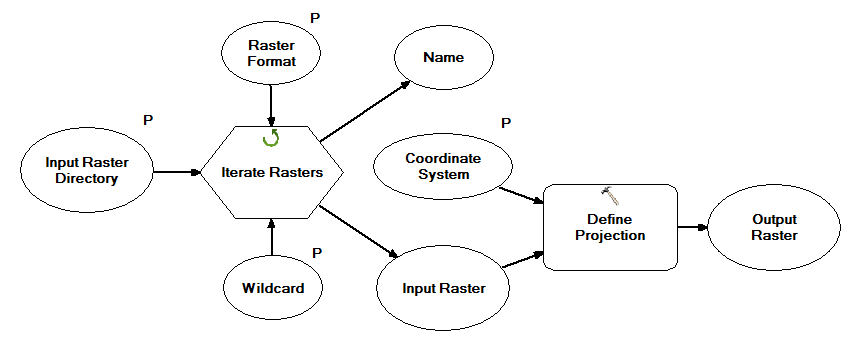 P
Raster
Format
Name
P
Input Raster
Directory
Iterate Rasters
P
Coordinate
System
Define
Projection
Output
Raster
P
Wildcard
Input Raster